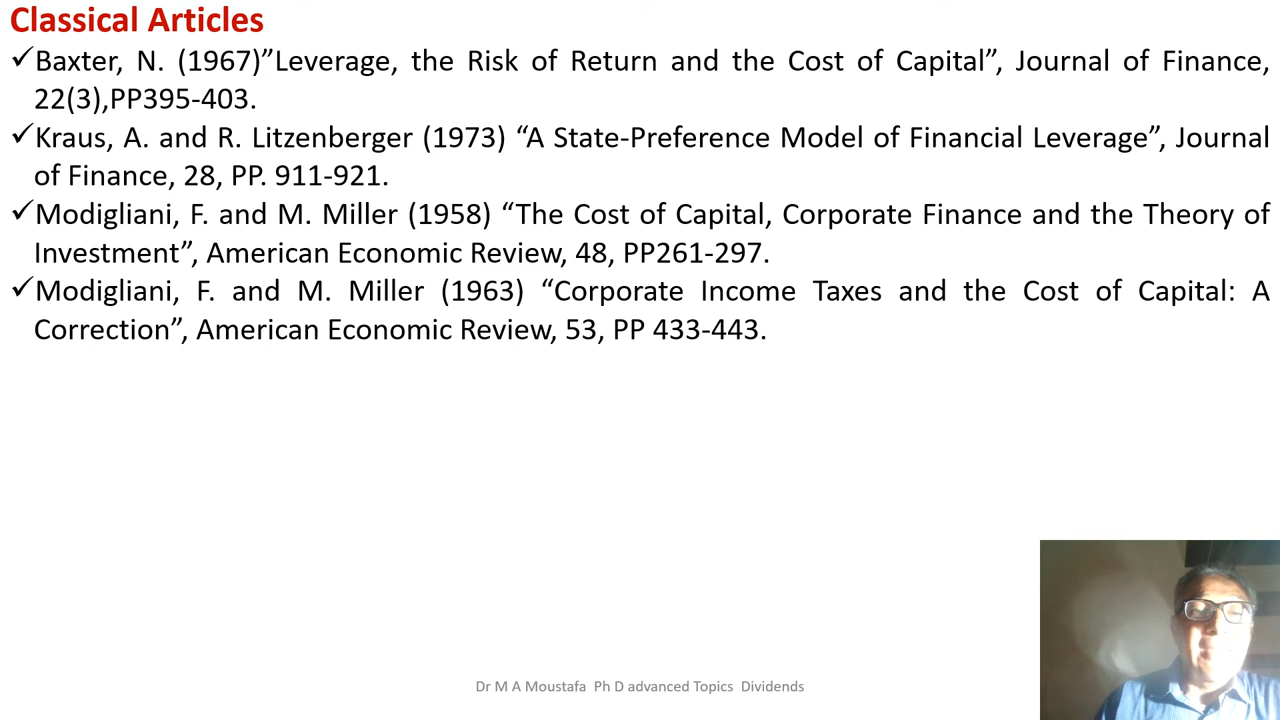 Classical Articles
✓Baxter, N. (1967)”Leverage, the Risk of Return and the Cost of Capital”, Journal of Finance,
22(3),PP395-403.
✓Kraus, A. and R. Litzenberger (1973) “A State-Preference Model of Financial Leverage”, Journal
of Finance, 28, PP. 911-921.
✓Modigliani, F. and M. Miller (1958) “The Cost of Capital, Corporate Finance and the Theory of
Investment”, American Economic Review, 48, PP261-297.
✓Modigliani, F. and M. Miller (1963) “Corporate Income Taxes and the Cost of Capital: A
Correction”, American Economic Review, 53, PP 433-443.
Dr M A Moustafa Ph D advanced Topics Dividends